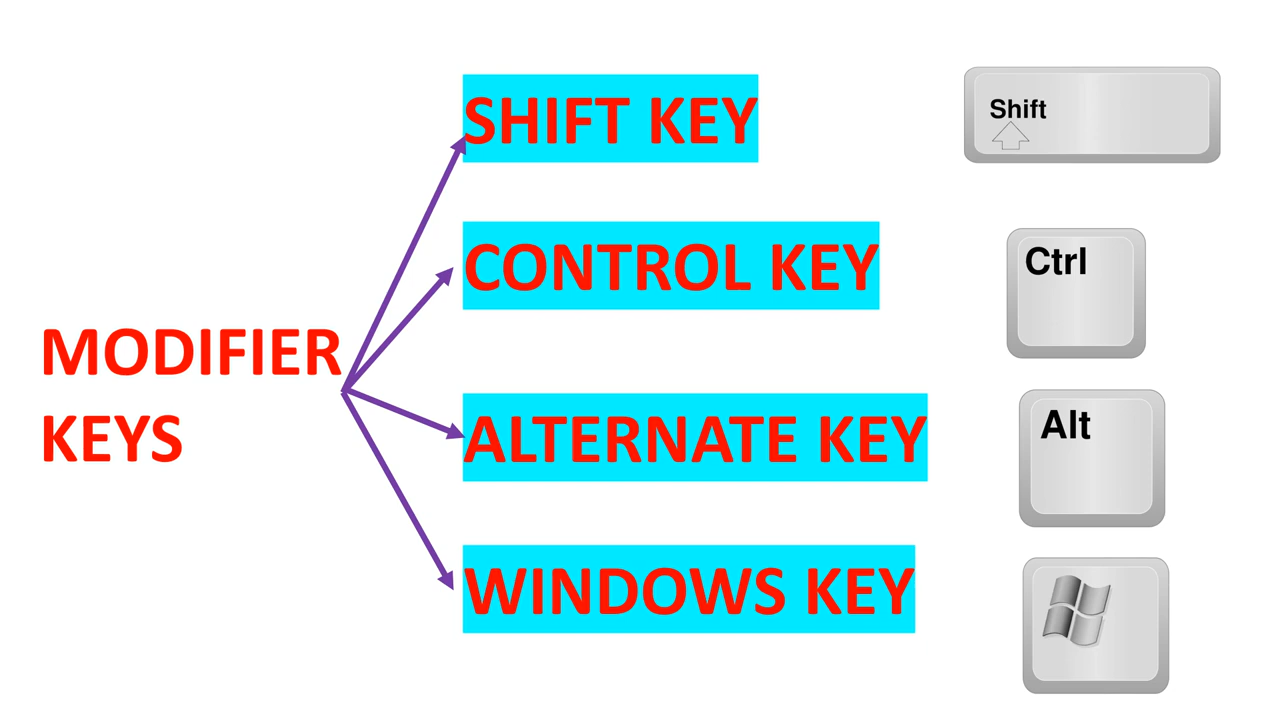 MODIFIER
KEYS
SHIFT KEY
CONTROL KEY
ALTERNATE KEY
WINDOWS KEY
Shift
Ctrl
Alt